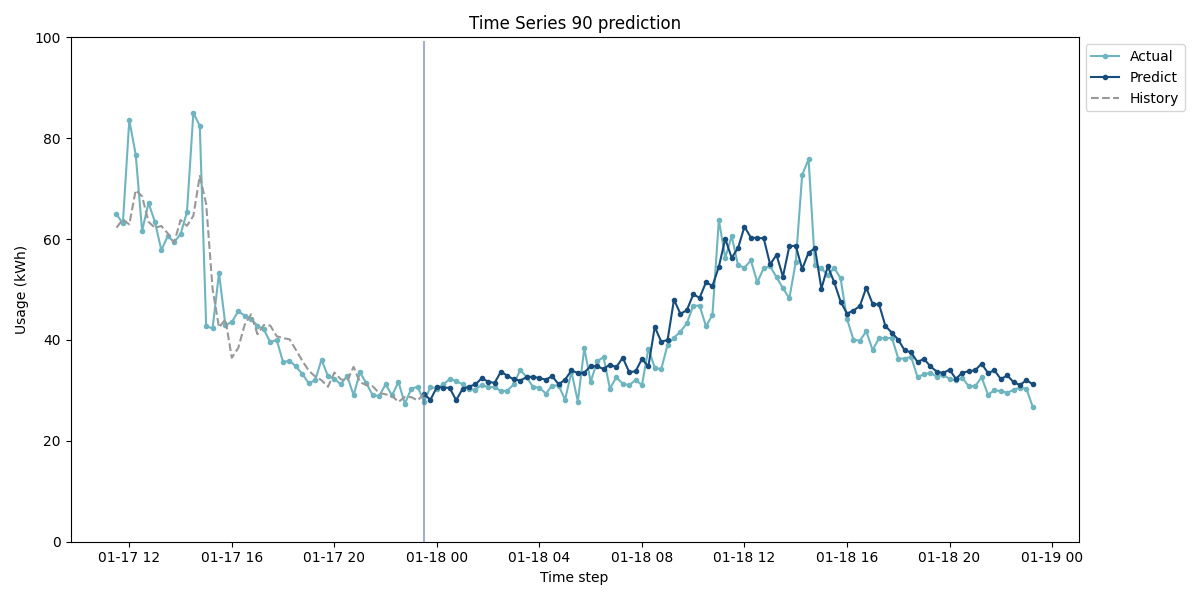 Time Series 90 prediction
100
80
60
40
20
0
Usage (kWh)
01-17 12
01-17 16
01-17 20
01-18 00
01-18 04
01-18 08
01-18 12
01-18 16
01-18 20
01-19 00
Time step
Actual
Predict
History